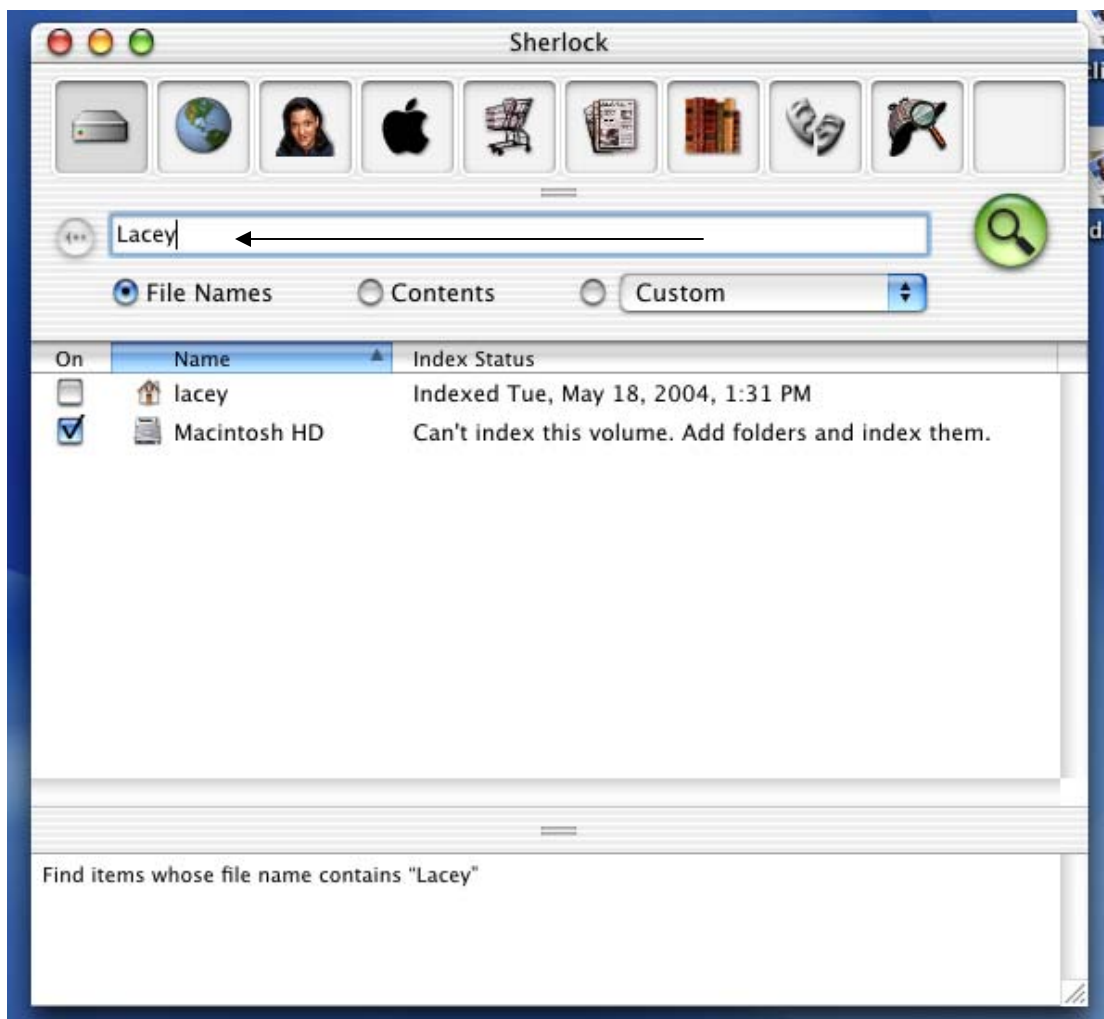 Sherlock
Lacey
File Names Contents Custom
On Name Index Status
lacey Indexed Tue, May 18, 2004, 1:31 PM
Macintosh HD Can't index this volume. Add folders and index them.
Find items whose file name contains “Lacey”